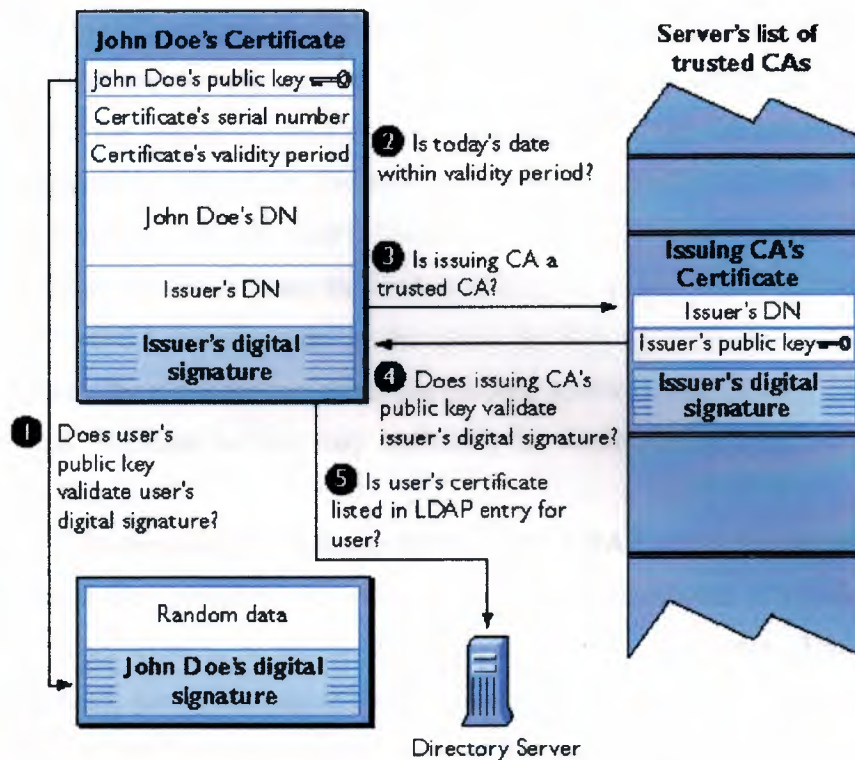 John Doe's Certificate
John Doe's public key
Certificate's serial number
Certificate's validity period
John Doe's DN
Issuer's DN
Issuer's digital
signature
Server's list of
trusted CAs
2 Is today's date
within validity period?
3 Is issuing CA a
trusted CA?
Issuing CA's
Certificate
Issuer's DN
Issuer's public key
Issuer's digital
signature
4 Does issuing CA's
public key validate
issuer's digital signature?
1 Does user's
public key
validate user's
digital signature?
5 Is user's certificate
listed in LDAP entry for
user?
Random data
John Doe's digital
signature
Directory Server